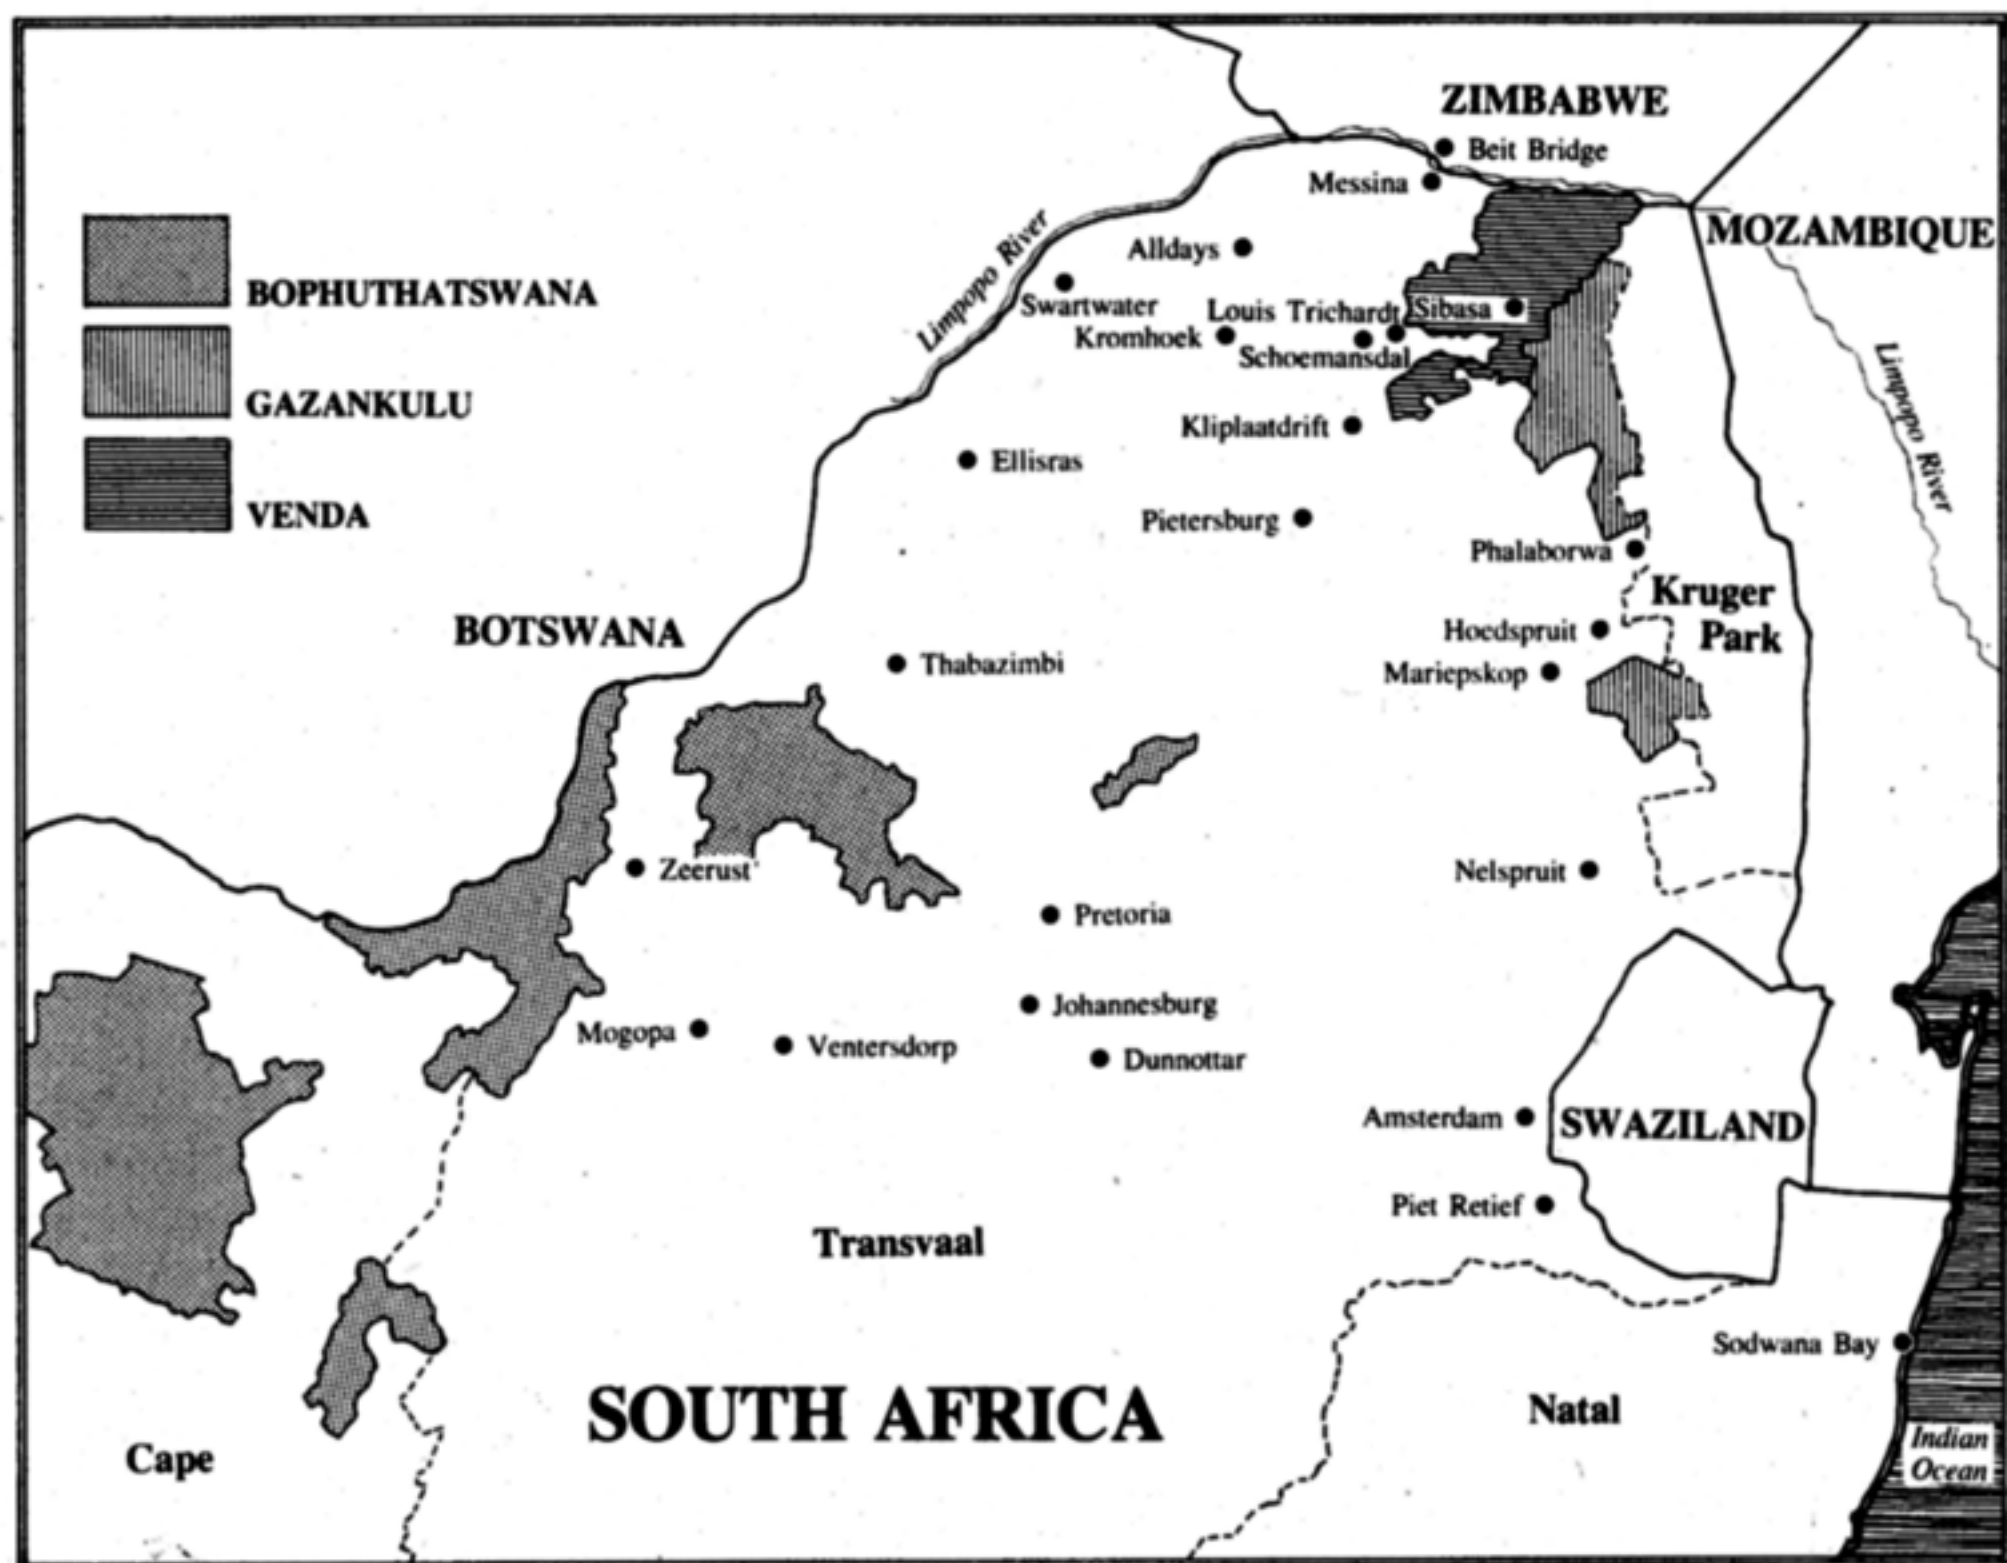 ZIMBABWE
Beit Bridge
Messina
MOZAMBIQUE
Limpopo River
Alldays
Swartwater
BOPHUTHATSWANA
Louis Trichardt
Sibasa
Kromhoek
Schoemansdal
GAZANKULU
Limpopo River
Kliplaatdrift
Ellisras
VENDA
Pietersburg
Phalaborwa
Kruger
Park
BOTSWANA
Hoedspruit
Thabazimbi
Mariepskop
Zeerust
Nelspruit
Pretoria
Johannesburg
Mogopa
Ventersdorp
Dunnottar
Amsterdam
SWAZILAND
Piet Retief
Transvaal
Sodwana Bay
SOUTH AFRICA
Natal
Cape
Indian
Ocean